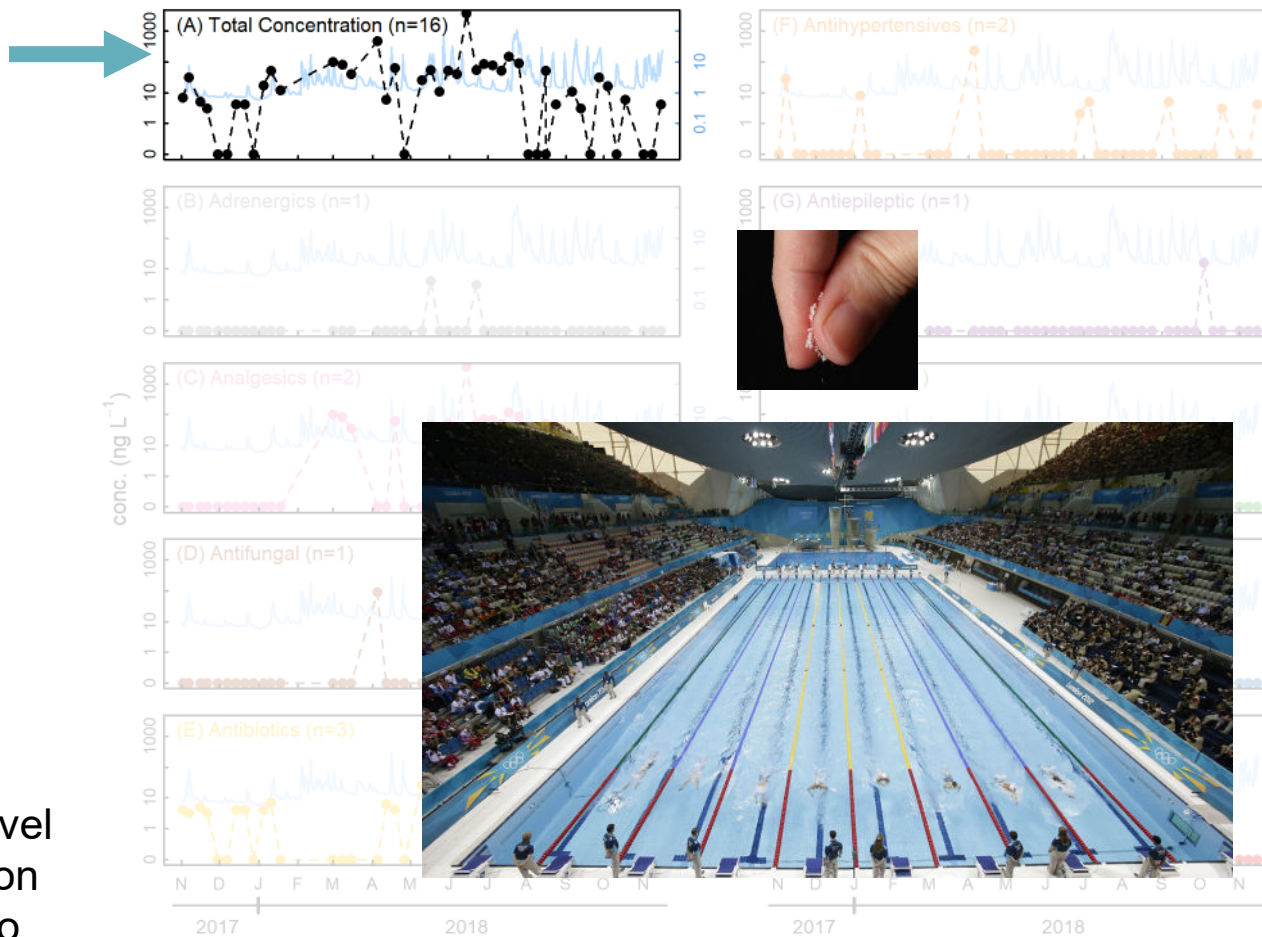 (A) Total Concentration (n=16)
1000
10
1
0
10
1
0.1
(F) Antihypertensives (n=2)
1000
10
1
0
(B) Adrenergics (n=1)
1000
10
1
0
10
1
0.1
(G) Antiepileptic (n=1)
1000
(C) Analgesics (n=2)
1000
10
1
0
10
)
conc. (ng L⁻¹)
(D) Antifungal (n=1)
1000
10
1
0
(E) Antibiotics (n=3)
1000
10
1
0
vel
on
o
N D J F M A M J J A S O N
2017 2018
N D J F M A M J J A S O N
2017 2018